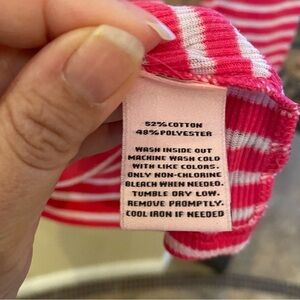 52% COTTON
48% POLYESTER
WASH INSIDE OUT
MACHINE WASH COLD
WITH LIKE COLORS.
ONLY NON-CHLORINE
BLEACH WHEN NEEDED.
TUMBLE DRY LOW.
REMOVE PROMPTLY.
COOL IRON IF NEEDED